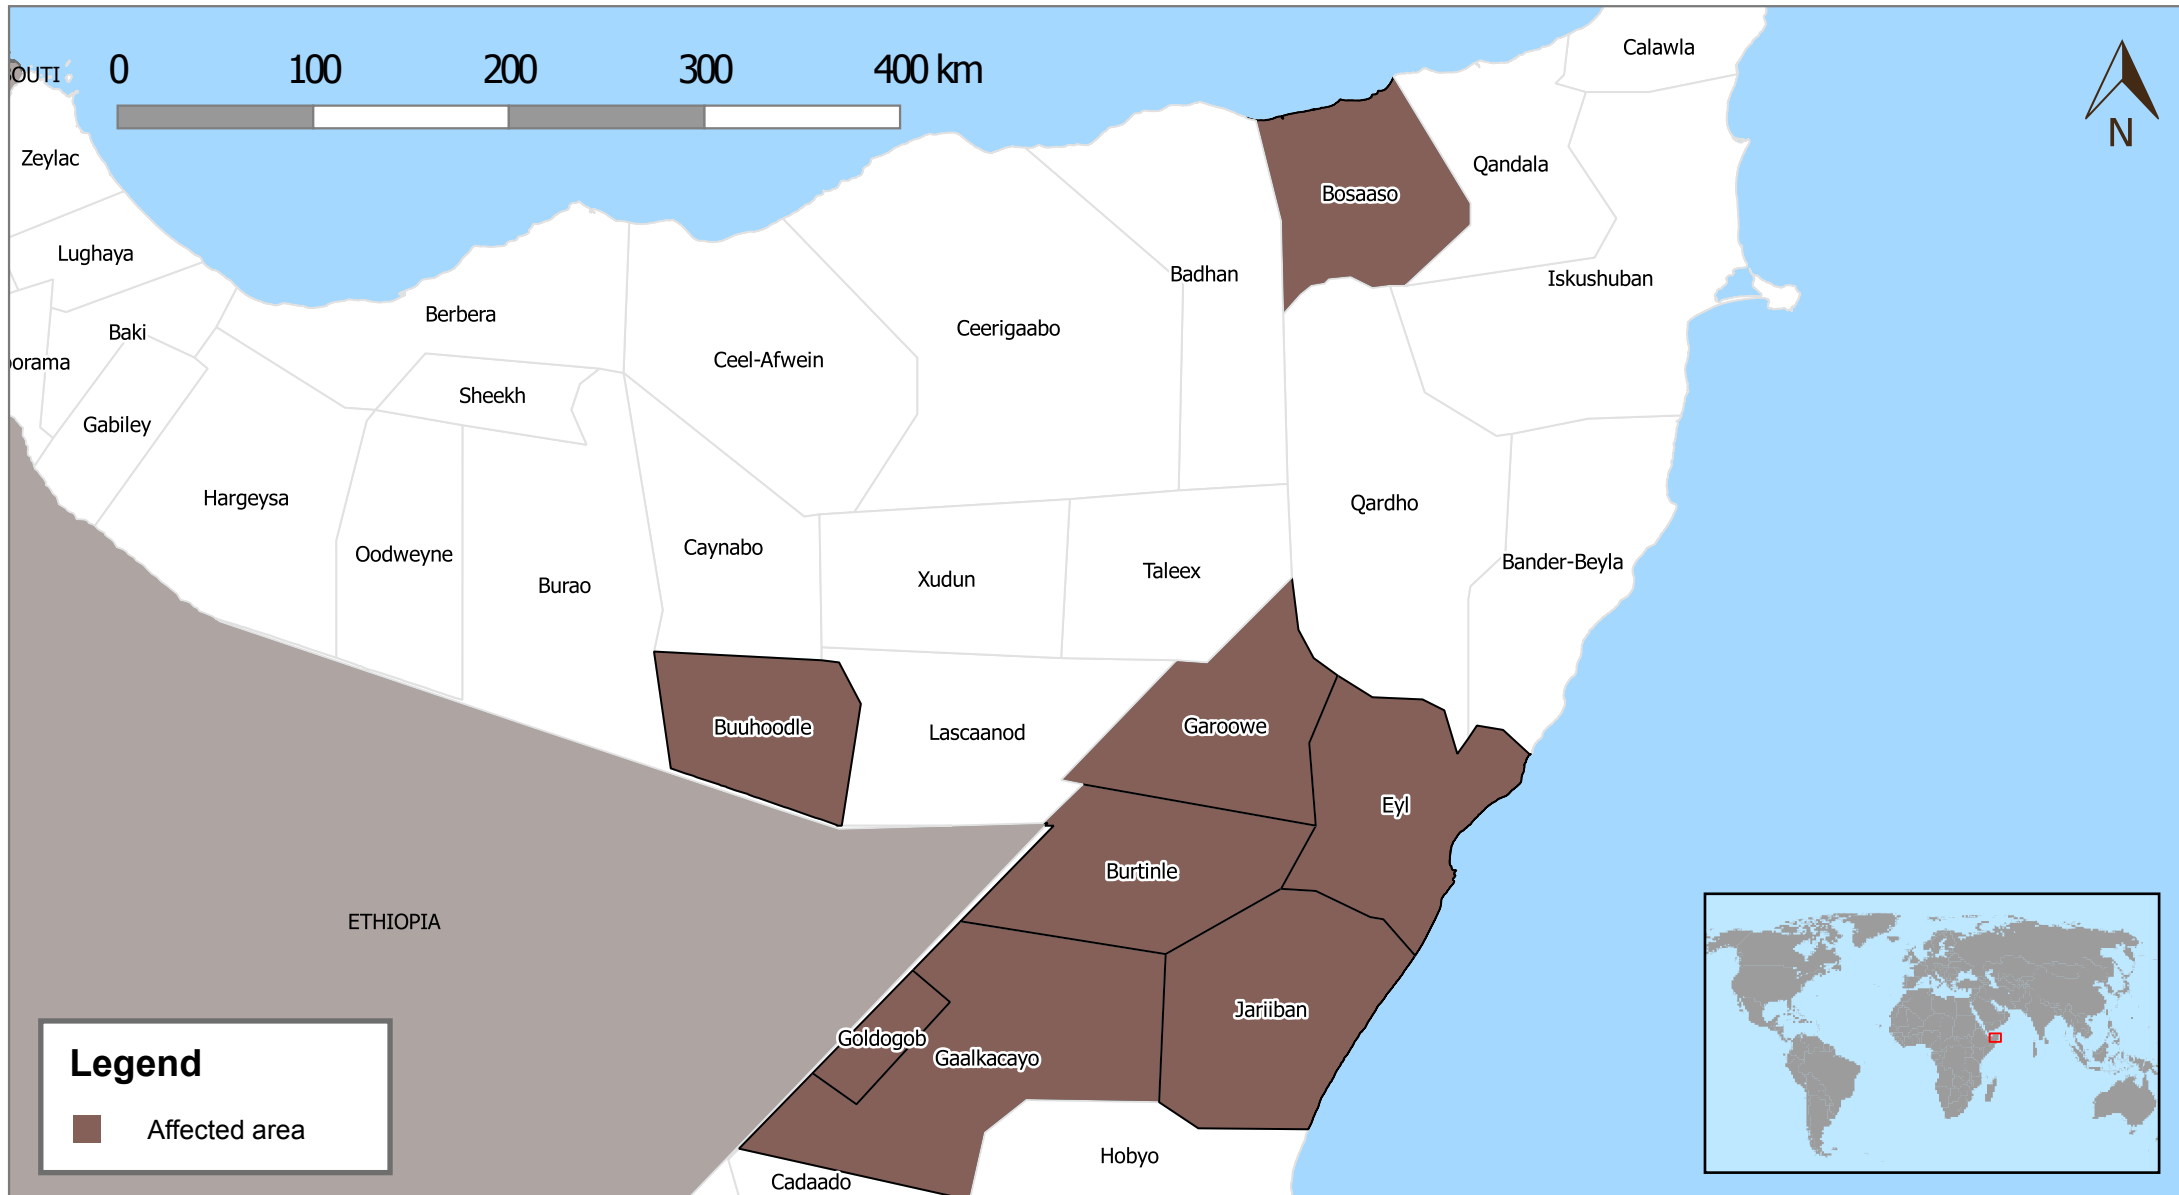 0 100 200 300 400 km
OUTI
Calawla
N
Zeylac
Qandala
Bosaaso
Lughaya
Badhan
Iskushuban
Berbera
Ceerigaabo
Baki
Ceel-Afwein
orama
Sheekh
Gabiley
Hargeysa
Qardho
Caynabo
Oodweyne
Bander-Beyla
Taleex
Xudun
Burao
Garoowe
Buuhoodle
Lascaanod
Eyl
Burtinle
ETHIOPIA
Jariiban
Goldogob
Gaalkacayo
Legend
Affected area
Hobyo
Cadaado